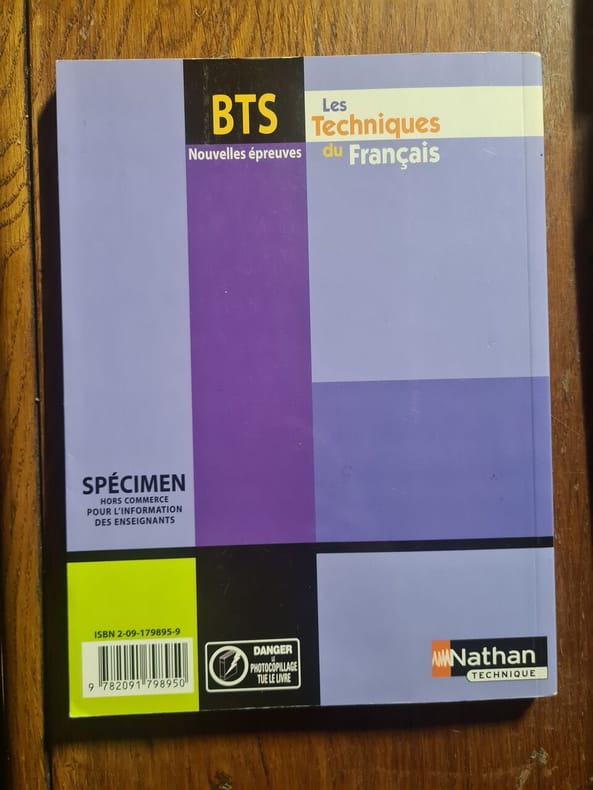 BTS
Nouvelles épreuves
Les
Techniques
du Français
SPÉCIMEN
HORS COMMERCE
POUR L'INFORMATION
DES ENSEIGNANTS
ISBN 2-09-179895-9
9 782091 798950
DANGER
LE
PHOTOCOPILLAGE
TUE LE LIVRE
Nathan
TECHNIQUE